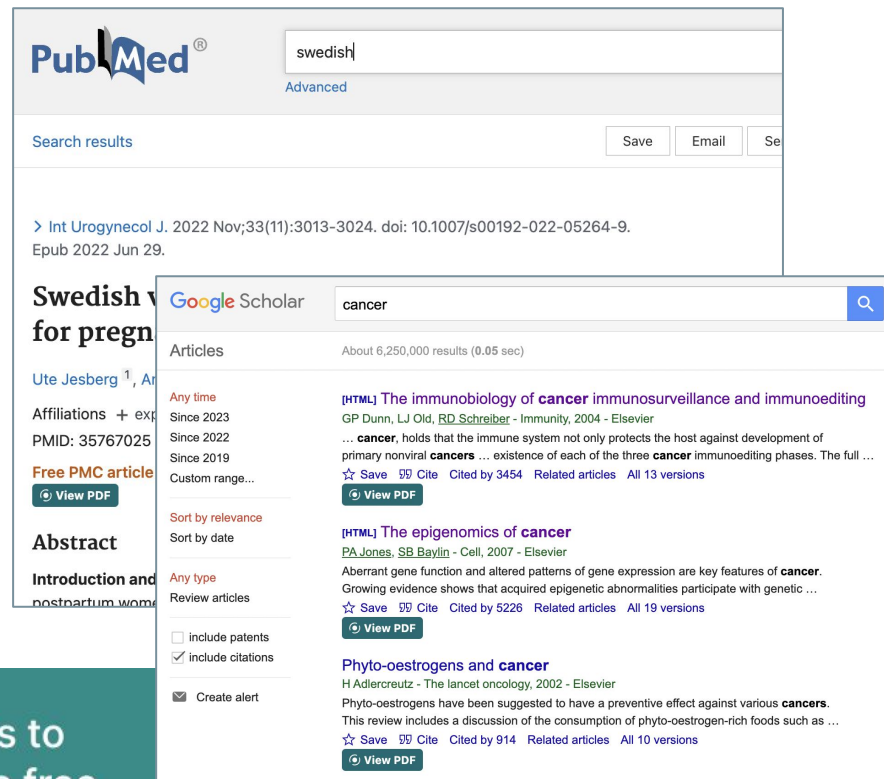 PubMed®
swedish
Advanced
Search results
Save Email Se
> Int Urogynecol J. 2022 Nov;33(11):3013-3024. doi: 10.1007/s00192-022-05264-9.
Epub 2022 Jun 29.
Swedish
for pregn
Ute Jesberg 1, Ar
Affiliations + exp
PMID: 35767025
Free PMC article
View PDF
Abstract
Introduction and
postpartum wome
Google Scholar
cancer
Articles
About 6,250,000 results (0.05 sec)
Any time
Since 2023
Since 2022
Since 2019
Custom range...
Sort by relevance
Sort by date
Any type
Review articles
include patents
include citations
Create alert
[HTML] The immunobiology of cancer immunosurveillance and immunoediting
GP Dunn, LJ Old, RD Schreiber - Immunity, 2004 - Elsevier
… cancer, holds that the immune system not only protects the host against development of
primary nonviral cancers … existence of each of the three cancer immunoediting phases. The full …
Save Cite Cited by 3454 Related articles All 13 versions
View PDF
[HTML] The epigenomics of cancer
PA Jones, SB Baylin - Cell, 2007 - Elsevier
Aberrant gene function and altered patterns of gene expression are key features of cancer.
Growing evidence shows that acquired epigenetic abnormalities participate with genetic …
Save Cite Cited by 5226 Related articles All 19 versions
View PDF
Phyto-oestrogens and cancer
H Adlercreutz - The lancet oncology, 2002 - Elsevier
Phyto-oestrogens have been suggested to have a preventive effect against various cancers.
This review includes a discussion of the consumption of phyto-oestrogen-rich foods such as …
Save Cite Cited by 914 Related articles All 10 versions
View PDF
s to
free